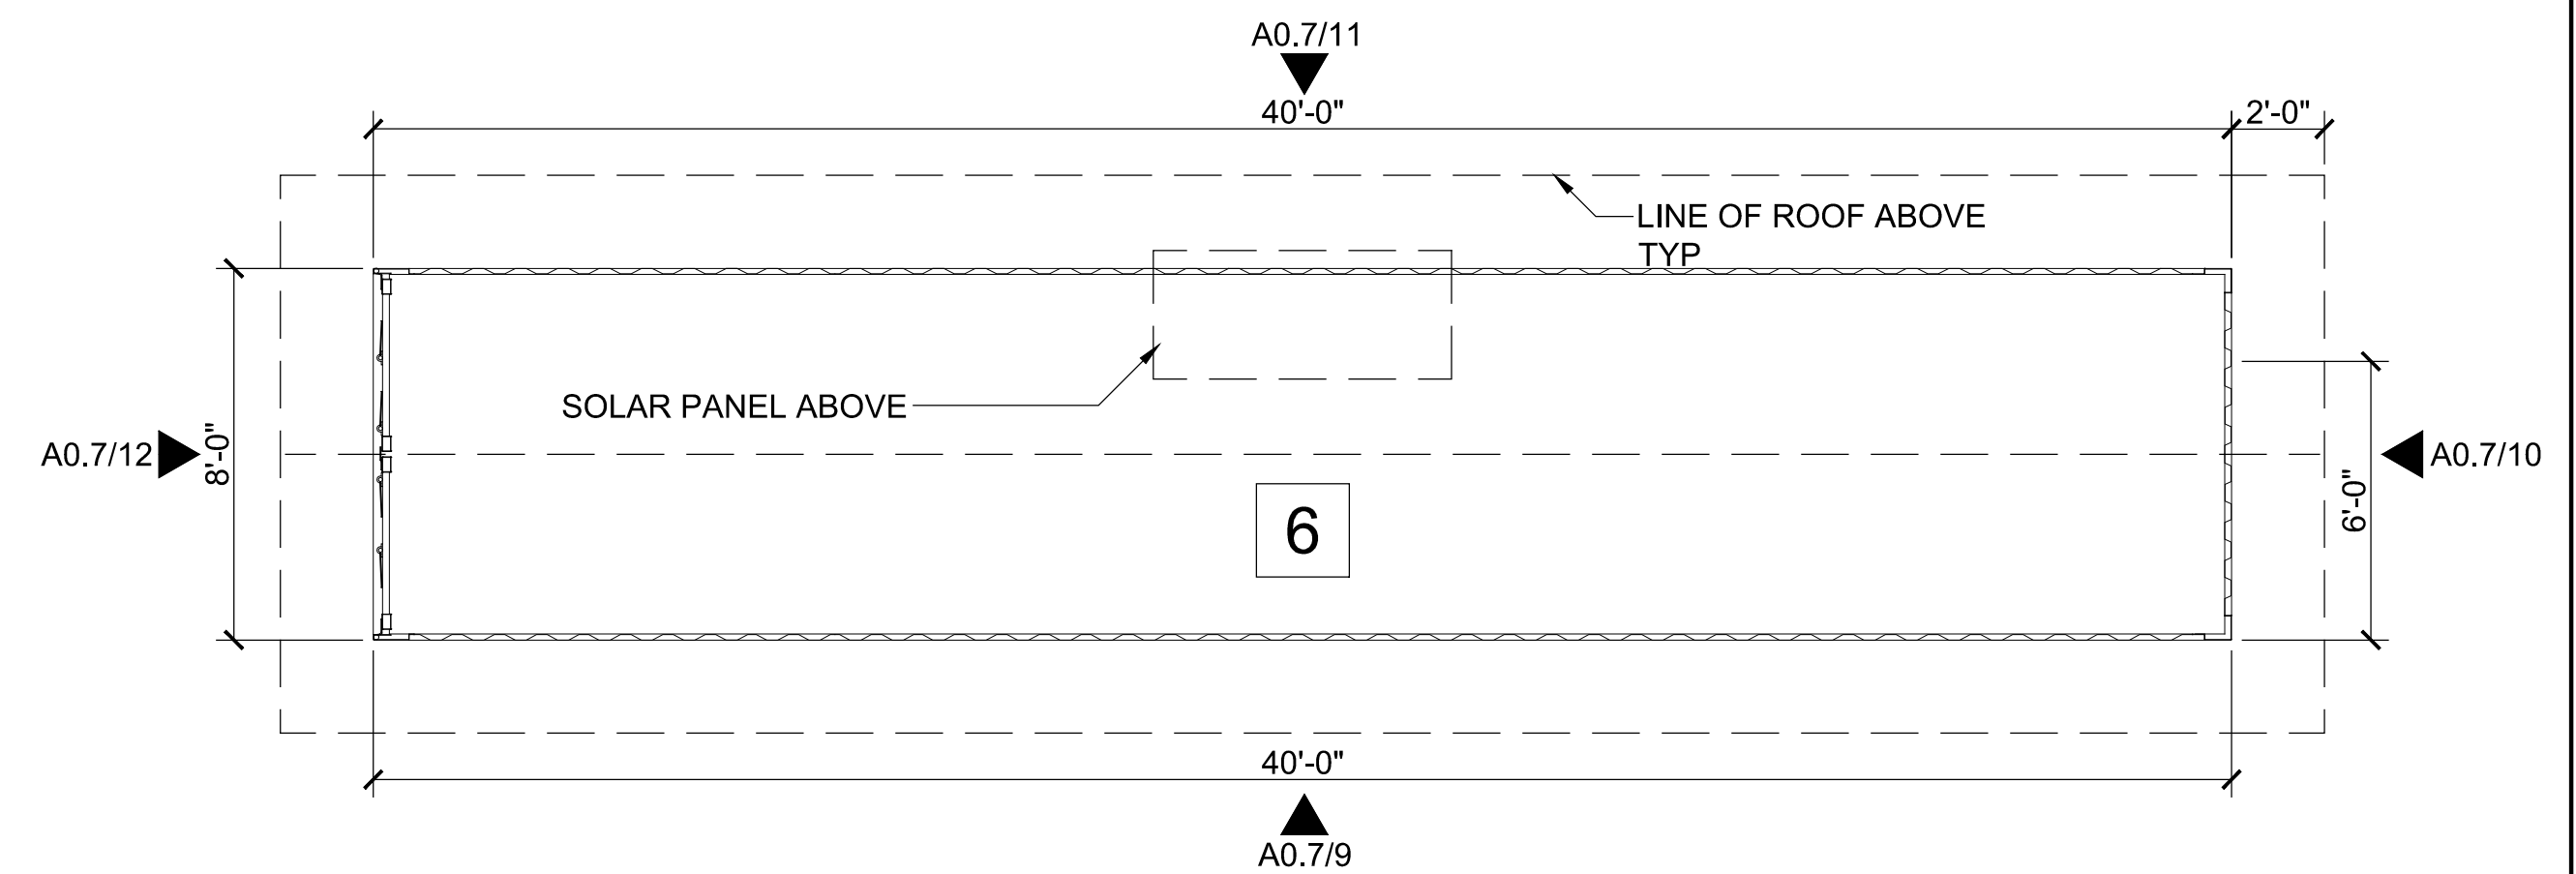 A0.7/11
40'-0"
2'-0"
LINE OF ROOF ABOVE
TYP
SOLAR PANEL ABOVE
A0.7/12
8'-0"
A0.7/10
6'-0"
6
40'-0"
A0.7/9